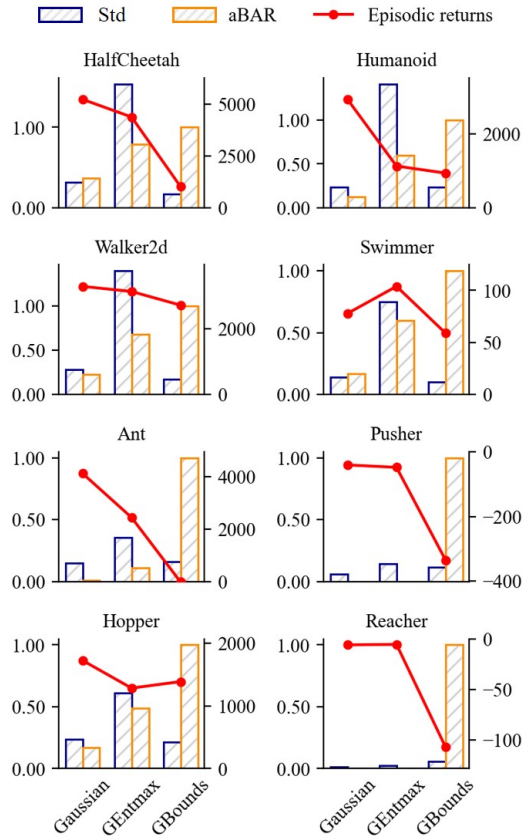 Std aBAR Episodic returns
HalfCheetah Humanoid
1.00 5000 1.00 2000
2500 0.50
0.00 0 0.00 0
Walker2d Swimmer
1.00 1.00 100
0.50 2000 0.50 50
0.00 0 0.00 0
Ant Pusher
1.00 4000 1.00 0
0.50 2000 0.50 −200
0.00 0 0.00 −400
Hopper Reacher
1.00 2000 1.00 0
0.50 1000 0.50 −50
0.00 0 0.00 −100
Gaussian GEntmax GBounds Gaussian GEntmax GBounds